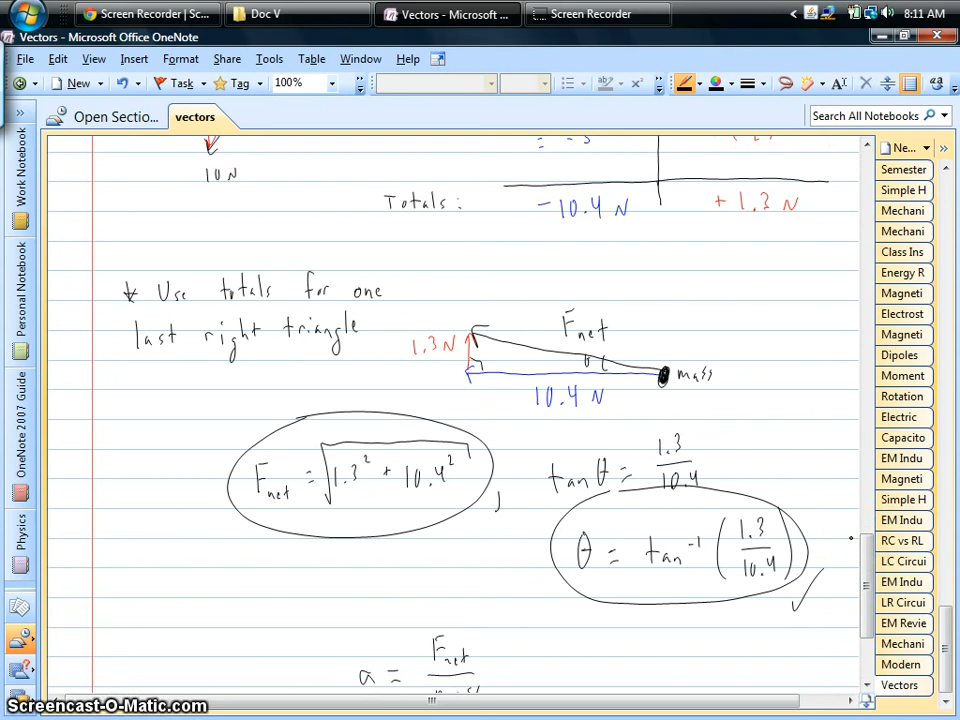 Chrome Screen Recorder | Sc...
Doc V
Vectors - Microsoft ...
Screen Recorder
8:11 AM
Vectors - Microsoft Office OneNote
File Edit View Insert Format Share Tools Table Window Help
New Task Tag 100%
Open Sectio... vectors
Search All Notebooks
Work Notebook
Personal Notebook
OneNote 2007 Guide
Physics
10 N
Totals: -10.4 N +1.3 N
* Use totals for one
last right triangle
1.3 N
F net
θ
mass
10.4 N
F net = √1.3² + 10.4² ,
tan θ = 1.3/10.4
θ = tan⁻¹ (1.3/10.4)
a = F net
Ne...
Semester
Simple H
Mechani
Mechani
Class Ins
Energy R
Magneti
Electrost
Magneti
Dipoles
Moment
Rotation
Electric
Capacito
EM Indu
Magneti
Simple H
EM Indu
RC vs RL
LC Circui
EM Indu
LR Circui
EM Revie
Mechani
Modern
Vectors
Screencast-O-Matic.com